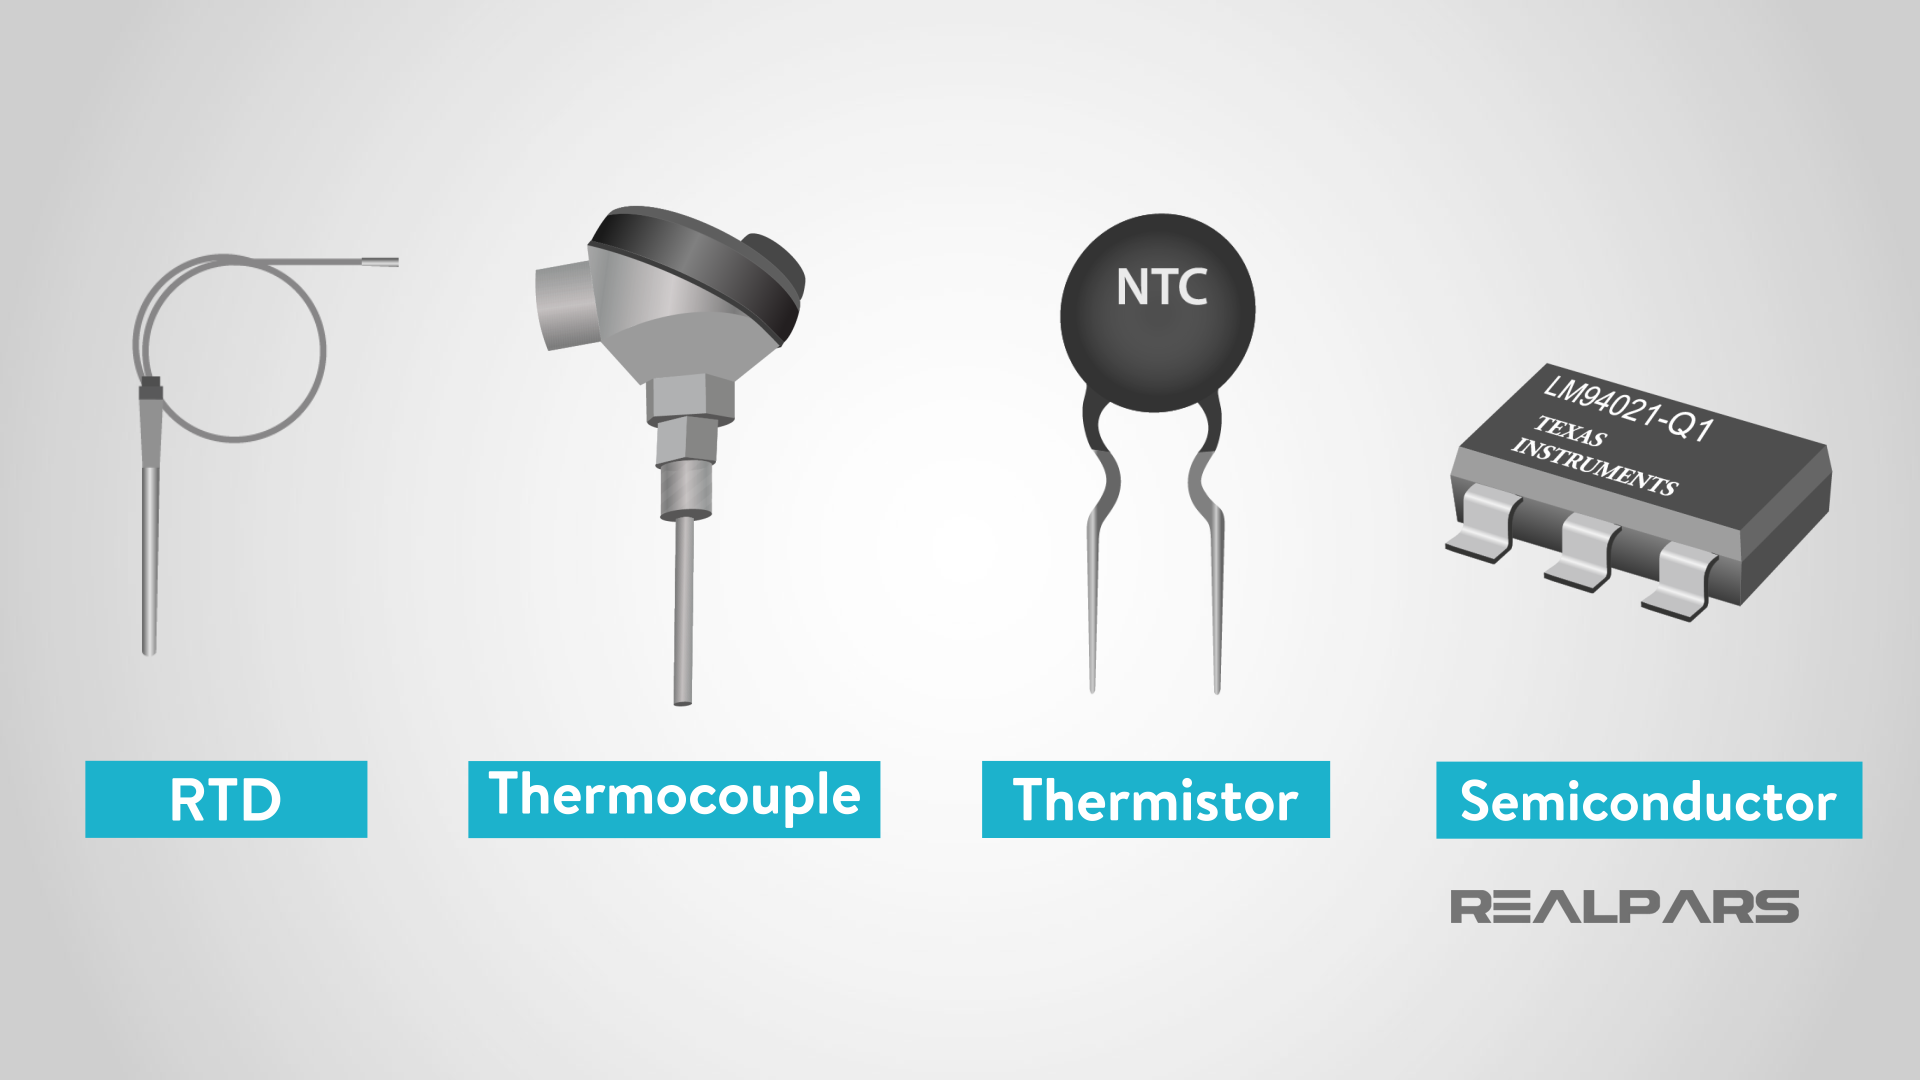 NTC
LM94021-Q1
TEXAS
INSTRUMENTS
RTD
Thermocouple
Thermistor
Semiconductor
REALPARS